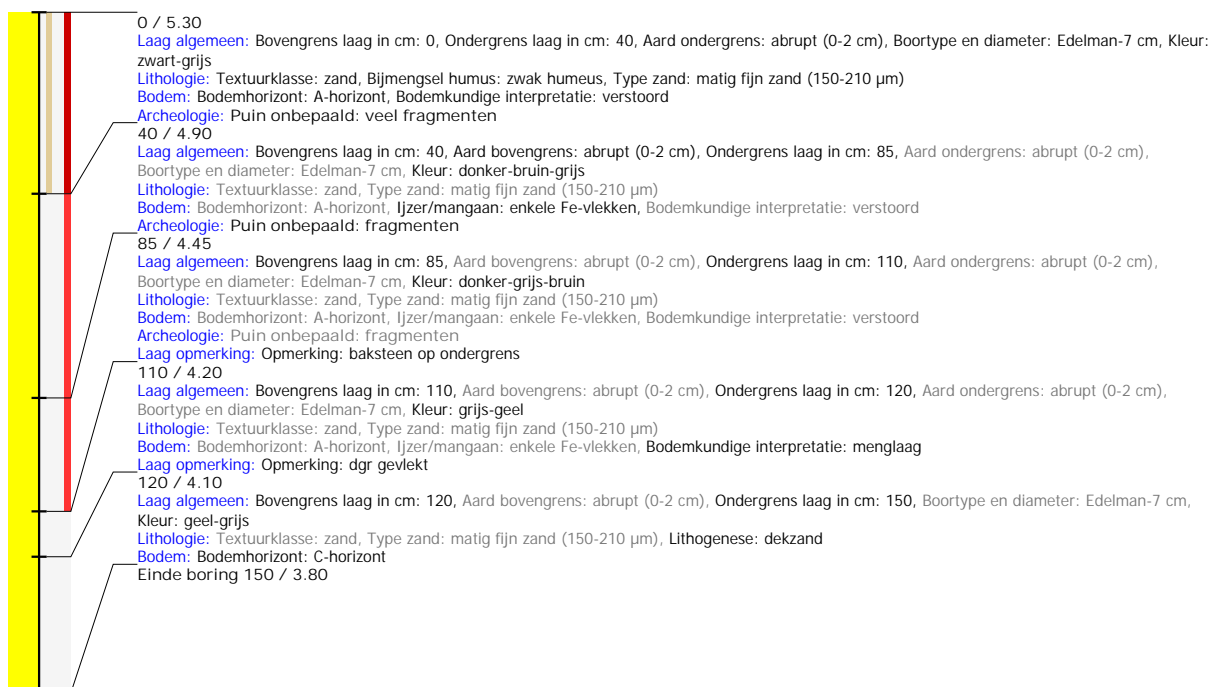 0 / 5.30
Laag algemeen: Bovengrens laag in cm: 0, Ondergrens laag in cm: 40, Aard ondergrens: abrupt (0-2 cm), Boortype en diameter: Edelman-7 cm, Kleur:
zwart-grijs
Lithologie: Textuurklasse: zand, Bijmengsel humus: zwak humeus, Type zand: matig fijn zand (150-210 µm)
Bodem: Bodemhorizont: A-horizont, Bodemkundige interpretatie: verstoord
Archeologie: Puin onbepaald: veel fragmenten
40 / 4.90
Laag algemeen: Bovengrens laag in cm: 40, Aard bovengrens: abrupt (0-2 cm), Ondergrens laag in cm: 85, Aard ondergrens: abrupt (0-2 cm),
Boortype en diameter: Edelman-7 cm, Kleur: donker-bruin-grijs
Lithologie: Textuurklasse: zand, Type zand: matig fijn zand (150-210 µm)
Bodem: Bodemhorizont: A-horizont, Ijzer/mangaan: enkele Fe-vlekken, Bodemkundige interpretatie: verstoord
Archeologie: Puin onbepaald: fragmenten
85 / 4.45
Laag algemeen: Bovengrens laag in cm: 85, Aard bovengrens: abrupt (0-2 cm), Ondergrens laag in cm: 110, Aard ondergrens: abrupt (0-2 cm),
Boortype en diameter: Edelman-7 cm, Kleur: donker-grijs-bruin
Lithologie: Textuurklasse: zand, Type zand: matig fijn zand (150-210 µm)
Bodem: Bodemhorizont: A-horizont, Ijzer/mangaan: enkele Fe-vlekken, Bodemkundige interpretatie: verstoord
Archeologie: Puin onbepaald: fragmenten
Laag opmerking: Opmerking: baksteen op ondergrens
110 / 4.20
Laag algemeen: Bovengrens laag in cm: 110, Aard bovengrens: abrupt (0-2 cm), Ondergrens laag in cm: 120, Aard ondergrens: abrupt (0-2 cm),
Boortype en diameter: Edelman-7 cm, Kleur: grijs-geel
Lithologie: Textuurklasse: zand, Type zand: matig fijn zand (150-210 µm)
Bodem: Bodemhorizont: A-horizont, Ijzer/mangaan: enkele Fe-vlekken, Bodemkundige interpretatie: menglaag
Laag opmerking: Opmerking: dgr gevlekt
120 / 4.10
Laag algemeen: Bovengrens laag in cm: 120, Aard bovengrens: abrupt (0-2 cm), Ondergrens laag in cm: 150, Boortype en diameter: Edelman-7 cm,
Kleur: geel-grijs
Lithologie: Textuurklasse: zand, Type zand: matig fijn zand (150-210 µm), Lithogenese: dekzand
Bodem: Bodemhorizont: C-horizont
Einde boring 150 / 3.80